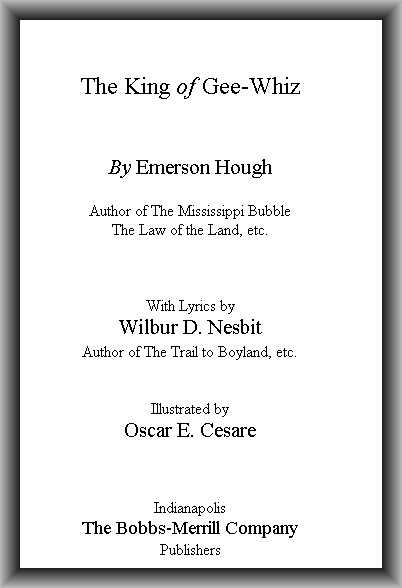 The King of Gee-Whiz
By Emerson Hough
Author of The Mississippi Bubble
The Law of the Land, etc.
With Lyrics by
Wilbur D. Nesbit
Author of The Trail to Boyland, etc.
Illustrated by
Oscar E. Cesare
Indianapolis
The Bobbs-Merrill Company
Publishers